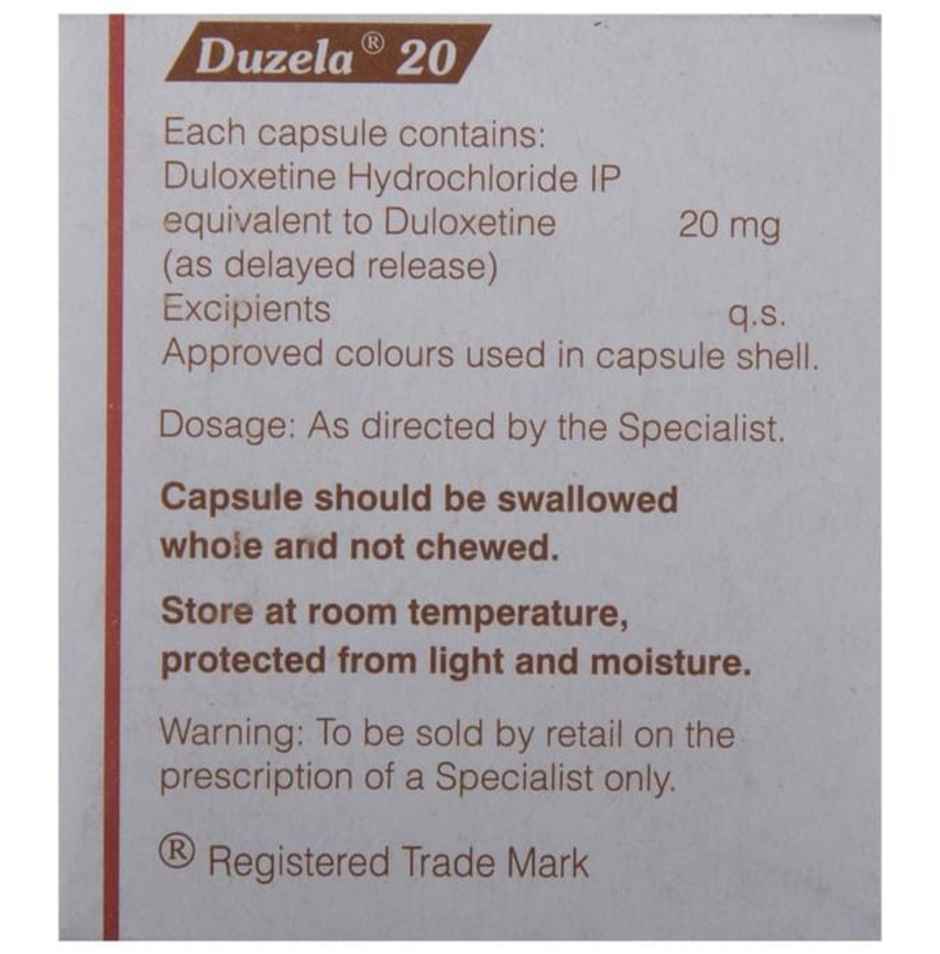 Duzela® 20
Each capsule contains:
Duloxetine Hydrochloride IP
equivalent to Duloxetine 20 mg
(as delayed release)
Excipients q.s.
Approved colours used in capsule shell.
Dosage: As directed by the Specialist.
Capsule should be swallowed
whole and not chewed.
Store at room temperature,
protected from light and moisture.
Warning: To be sold by retail on the
prescription of a Specialist only.
® Registered Trade Mark